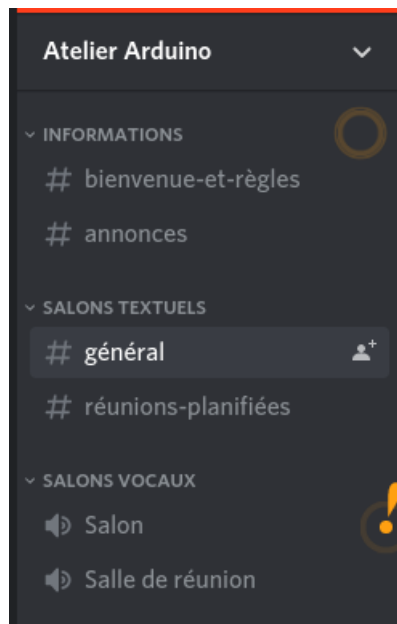 Atelier Arduino
INFORMATIONS
# bienvenue-et-règles
# annonces
SALONS TEXTUELS
# général
# réunions-planifiées
SALONS VOCAUX
Salon
Salle de réunion